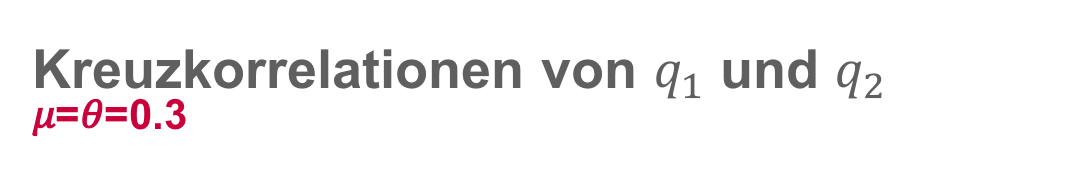 Kreuzkorrelationen von q₁ und q₂
μ=θ=0.3